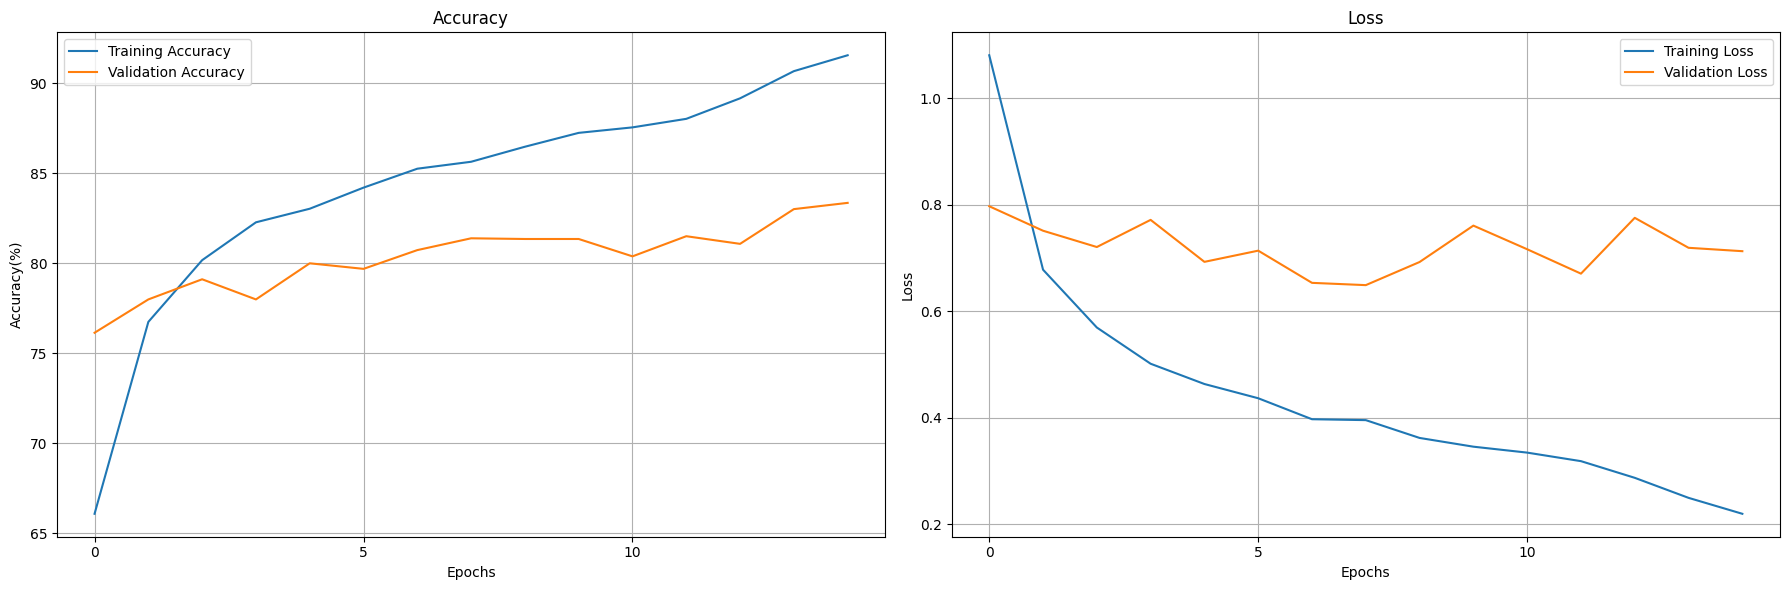 Accuracy
Training Accuracy
Validation Accuracy
Accuracy(%)
90
85
80
75
70
65
0
5
10
Epochs
Loss
Training Loss
Validation Loss
Loss
1.0
0.8
0.6
0.4
0.2
0
5
10
Epochs